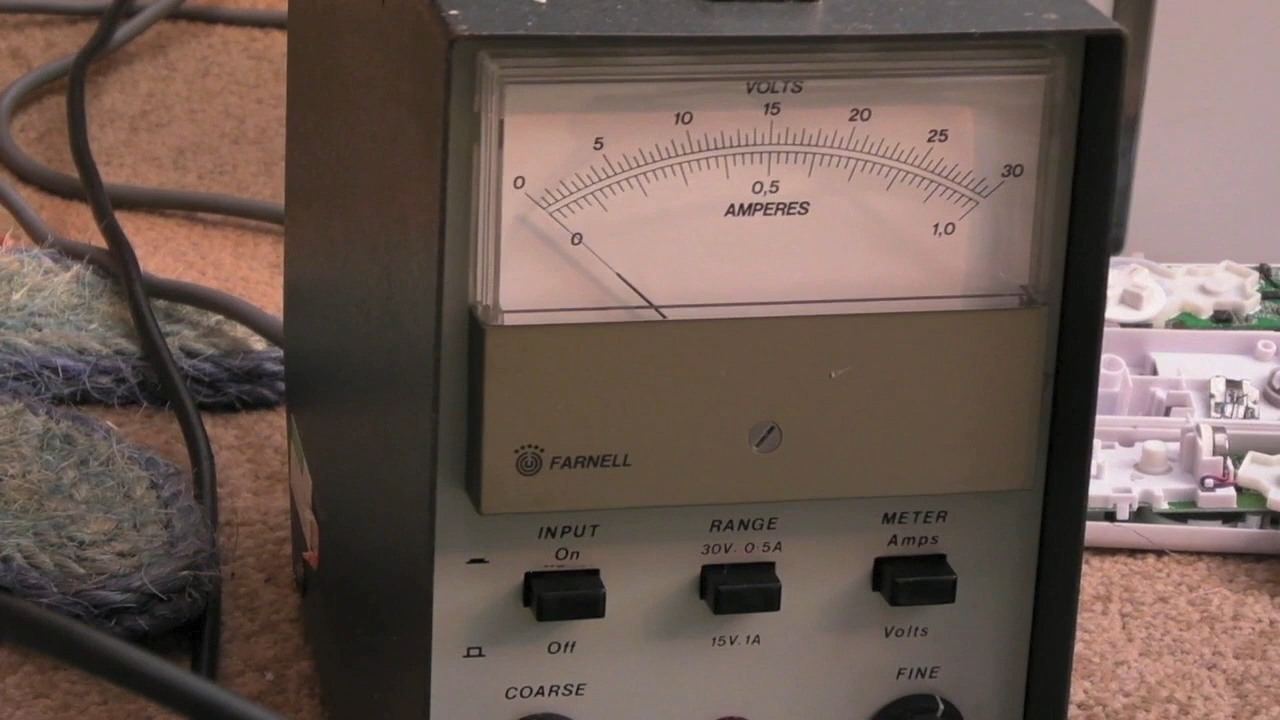 VOLTS
0 5 10 15 20 25 30
0 0,5 1,0
AMPERES
FARNELL
INPUT RANGE METER
On 30V. 0·5A Amps
Off 15V. 1A Volts
COARSE FINE